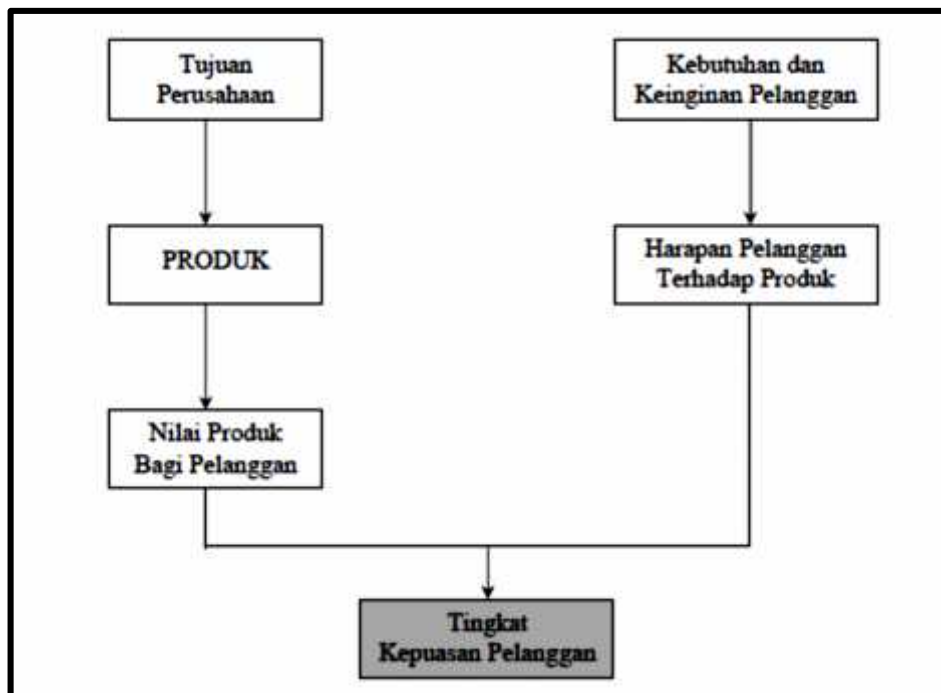 Tujuan
Perusahaan
Kebutuhan dan
Keinginan Pelanggan
PRODUK
Harapan Pelanggan
Terhadap Produk
Nilai Produk
Bagi Pelanggan
Tingkat
Kepuasan Pelanggan